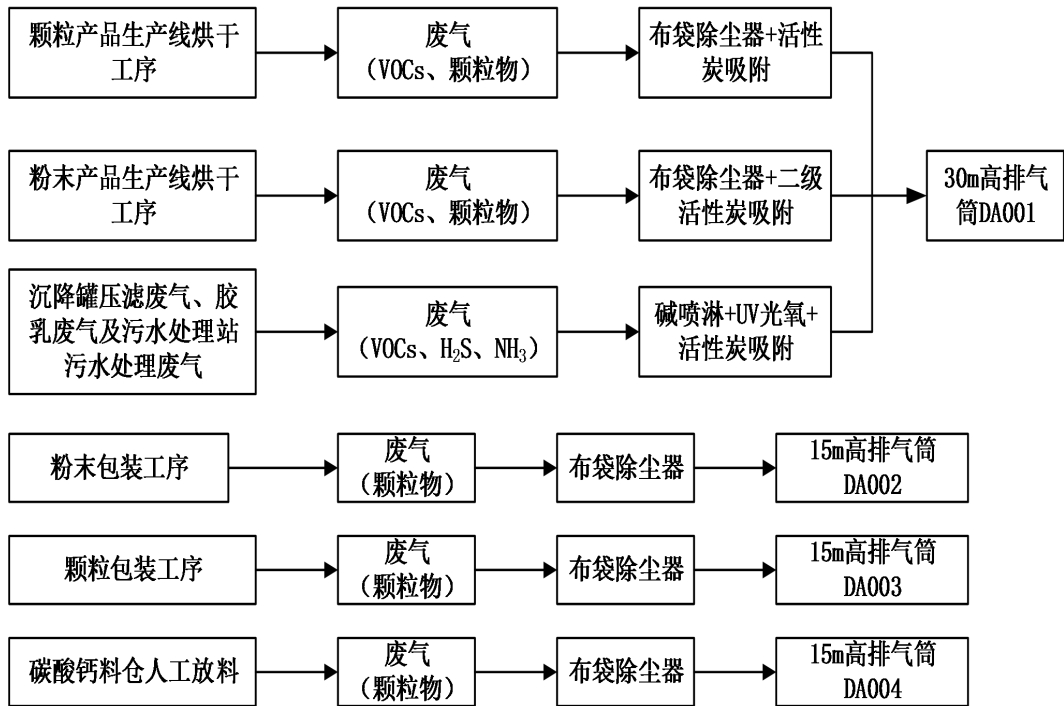 颗粒产品生产线烘干
工序
废气
（VOCs、颗粒物）
布袋除尘器+活性
炭吸附
粉末产品生产线烘干
工序
废气
（VOCs、颗粒物）
布袋除尘器+二级
活性炭吸附
30m高排气
筒DA001
沉降罐压滤废气、胶
乳废气及污水处理站
污水处理废气
废气
（VOCs、H₂S、NH₃）
碱喷淋+UV光氧+
活性炭吸附
粉末包装工序
废气
（颗粒物）
布袋除尘器
15m高排气筒
DA002
颗粒包装工序
废气
（颗粒物）
布袋除尘器
15m高排气筒
DA003
碳酸钙料仓人工放料
废气
（颗粒物）
布袋除尘器
15m高排气筒
DA004